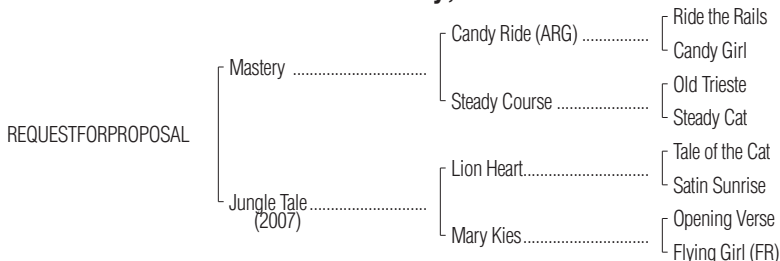 REQUESTFORPROPOSAL
Mastery
Jungle Tale
(2007)
Candy Ride (ARG)
Steady Course
Lion Heart
Mary Kies
Ride the Rails
Candy Girl
Old Trieste
Steady Cat
Tale of the Cat
Satin Sunrise
Opening Verse
Flying Girl (FR)